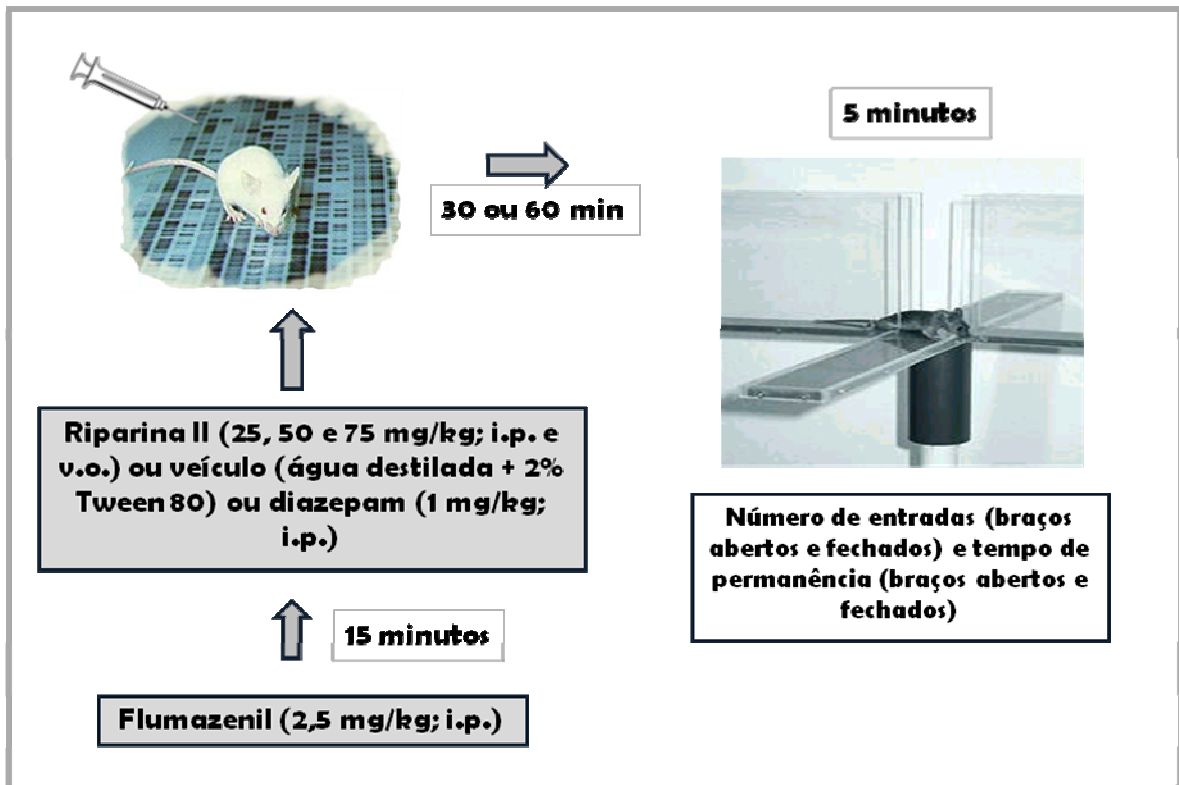 5 minutos
30 ou 60 min
Riparina II (25, 50 e 75 mg/kg; i.p. e
v.o.) ou veículo (água destilada + 2%
Tween 80) ou diazepam (1 mg/kg;
i.p.)
Número de entradas (braços
abertos e fechados) e tempo de
permanência (braços abertos e
fechados)
15 minutos
Flumazenil (2,5 mg/kg; i.p.)